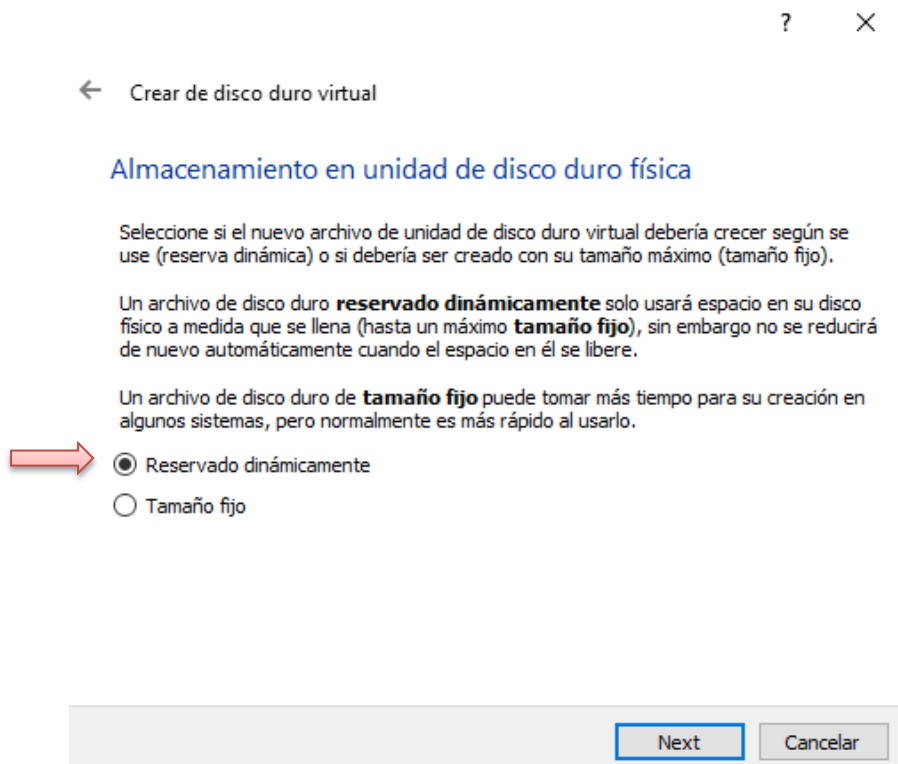 ?
Crear de disco duro virtual
Almacenamiento en unidad de disco duro física
Seleccione si el nuevo archivo de unidad de disco duro virtual debería crecer según se
use (reserva dinámica) o si debería ser creado con su tamaño máximo (tamaño fijo).
Un archivo de disco duro reservado dinámicamente solo usará espacio en su disco
físico a medida que se llena (hasta un máximo tamaño fijo), sin embargo no se reducirá
de nuevo automáticamente cuando el espacio en él se libere.
Un archivo de disco duro de tamaño fijo puede tomar más tiempo para su creación en
algunos sistemas, pero normalmente es más rápido al usarlo.
Reservado dinámicamente
Tamaño fijo
Next Cancelar